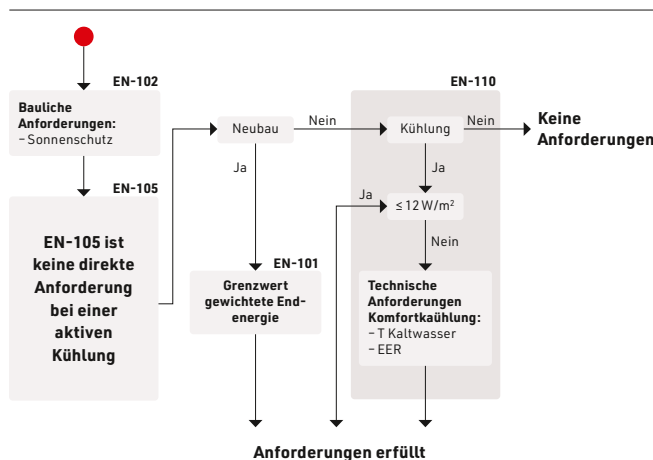 EN-102
Bauliche
Anforderungen:
– Sonnenschutz
EN-105
EN-105 ist
keine direkte
Anforderung
bei einer
aktiven
Kühlung
Neubau
Nein
Ja
EN-101
Grenzwert
gewichtete End-
energie
EN-110
Kühlung
Nein
Keine
Anforderungen
Ja
Ja
≤ 12 W/m²
Nein
Technische
Anforderungen
Komfortkaühlung:
– T Kaltwasser
– EER
Anforderungen erfüllt